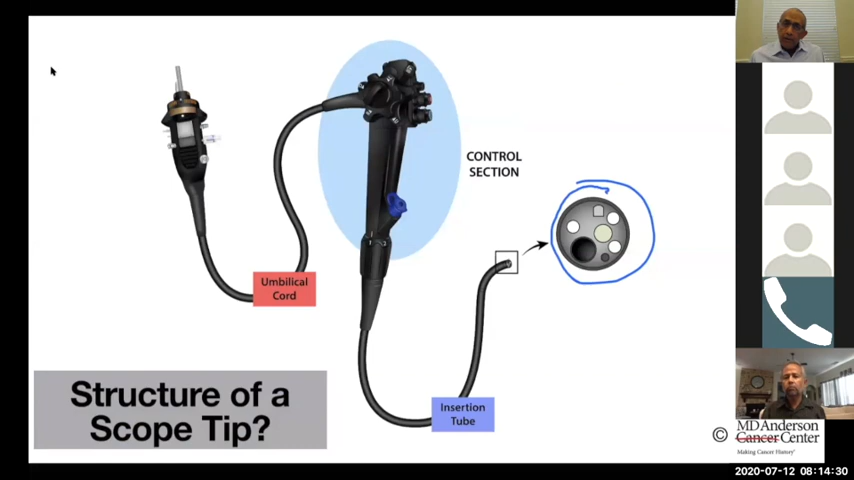 CONTROL
SECTION
Umbilical
Cord
Insertion
Tube
Structure of a
Scope Tip?
© MDAnderson
Cancer Center
Making Cancer History®
2020-07-12 08:14:30